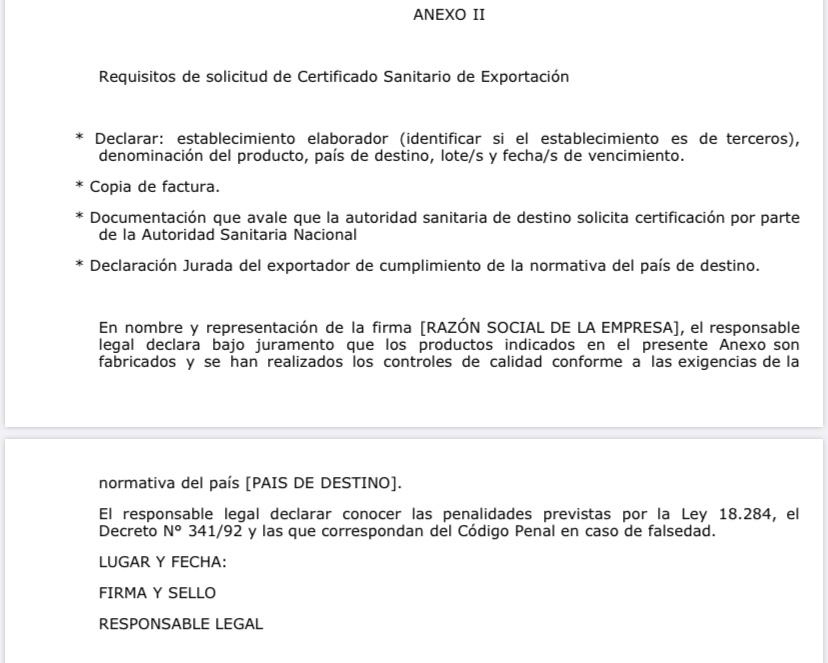 ANEXO II
Requisitos de solicitud de Certificado Sanitario de Exportación
* Declarar: establecimiento elaborador (identificar si el establecimiento es de terceros),
denominación del producto, país de destino, lote/s y fecha/s de vencimiento.
* Copia de factura.
* Documentación que avale que la autoridad sanitaria de destino solicita certificación por parte
de la Autoridad Sanitaria Nacional
* Declaración Jurada del exportador de cumplimiento de la normativa del país de destino.
En nombre y representación de la firma [RAZÓN SOCIAL DE LA EMPRESA], el responsable
legal declara bajo juramento que los productos indicados en el presente Anexo son
fabricados y se han realizados los controles de calidad conforme a las exigencias de la
normativa del país [PAIS DE DESTINO].
El responsable legal declarar conocer las penalidades previstas por la Ley 18.284, el
Decreto Nº 341/92 y las que correspondan del Código Penal en caso de falsedad.
LUGAR Y FECHA:
FIRMA Y SELLO
RESPONSABLE LEGAL